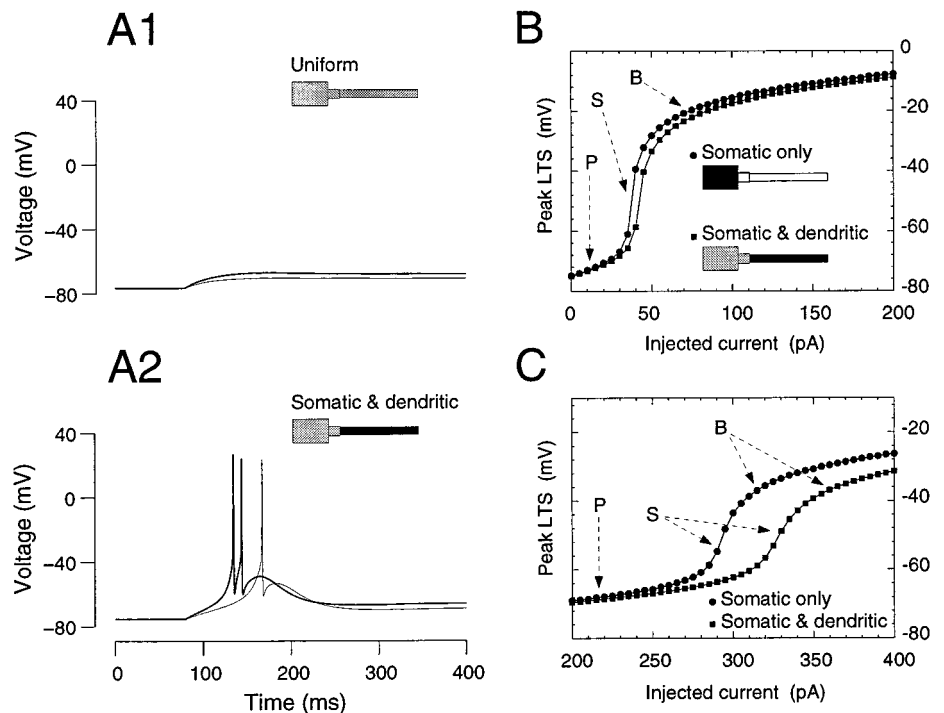 A1
Uniform
40
0
−40
−80
Voltage (mV)
A2
Somatic & dendritic
40
0
−40
−80
Voltage (mV)
0
100
200
300
400
Time (ms)
B
0
-20
-40
-60
-80
Peak LTS (mV)
B
S
P
Somatic only
Somatic & dendritic
0
50
100
150
200
Injected current (pA)
C
-20
-40
-60
-80
Peak LTS (mV)
B
S
P
Somatic only
Somatic & dendritic
200
250
300
350
400
Injected current (pA)